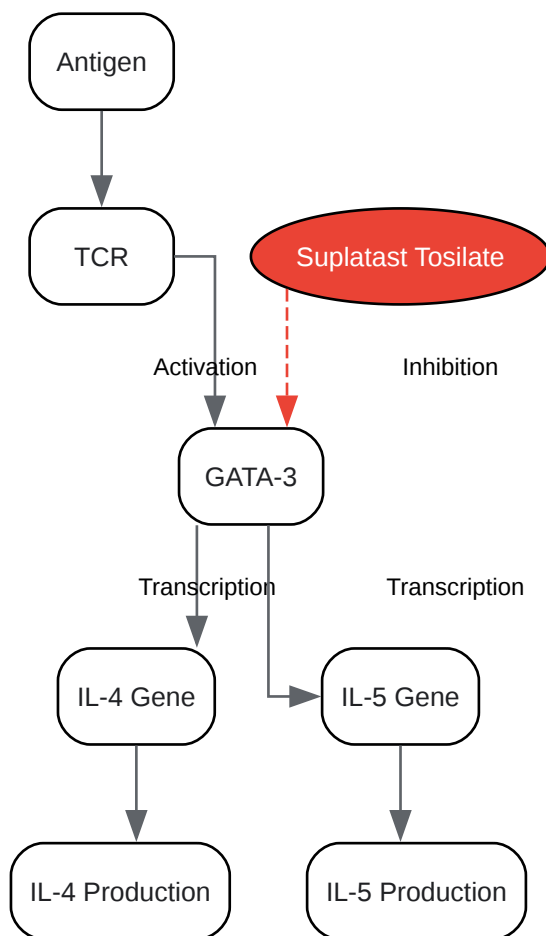 Antigen
TCR
Suplatast Tosilate
Activation
Inhibition
GATA-3
Transcription
Transcription
IL-4 Gene
IL-5 Gene
IL-4 Production
IL-5 Production